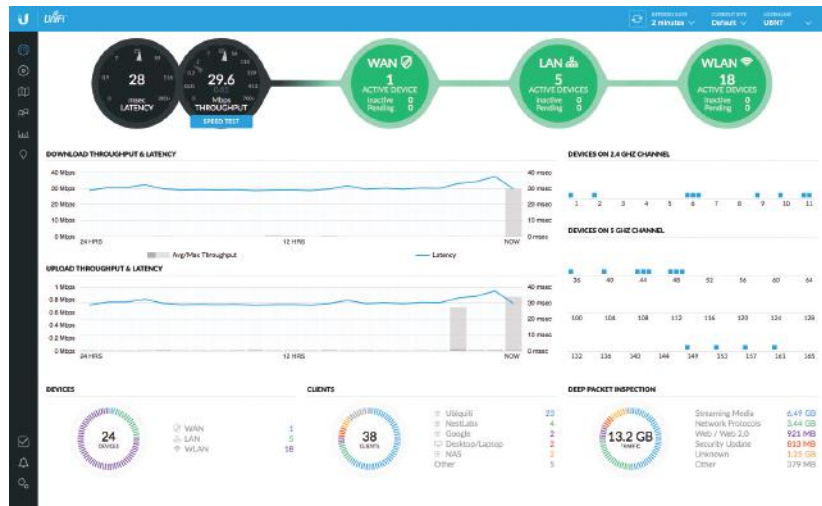 UniFi
REFRESH RATE
2 minutes
CURRENT SITE
Default
USERNAME
UBNT
28
msec
LATENCY
29.6
Mbps
THROUGHPUT
SPEED TEST
WAN
1
ACTIVE DEVICE
Inactive 0
Pending 0
LAN
5
ACTIVE DEVICES
Inactive 0
Pending 0
WLAN
18
ACTIVE DEVICES
Inactive 0
Pending 0
DOWNLOAD THROUGHPUT & LATENCY
40 Mbps
30 Mbps
20 Mbps
10 Mbps
0 Mbps
40 msec
30 msec
20 msec
10 msec
0 msec
24 HRS
12 HRS
NOW
Avg/Max Throughput
Latency
UPLOAD THROUGHPUT & LATENCY
1 Mbps
0.8 Mbps
0.6 Mbps
0.4 Mbps
0.2 Mbps
0 Mbps
40 msec
30 msec
20 msec
10 msec
0 msec
24 HRS
12 HRS
NOW
DEVICES ON 2.4 GHZ CHANNEL
1 2 3 4 5 6 7 8 9 10 11
DEVICES ON 5 GHZ CHANNEL
36 40 44 48 52 56 60 64
100 104 108 112 116 120 124 128
132 136 140 144 149 153 157 161 165
DEVICES
24
DEVICES
WAN 1
LAN 5
WLAN 18
CLIENTS
38
CLIENTS
Ubiquiti 23
NestLabs 4
Google 2
Desktop/Laptop 2
NAS 2
Other 5
DEEP PACKET INSPECTION
13.2 GB
TRAFFIC
Streaming Media 6.49 GB
Network Protocols 3.44 GB
Web / Web 2.0 921 MB
Security Update 813 MB
Unknown 1.25 GB
Other 379 MB